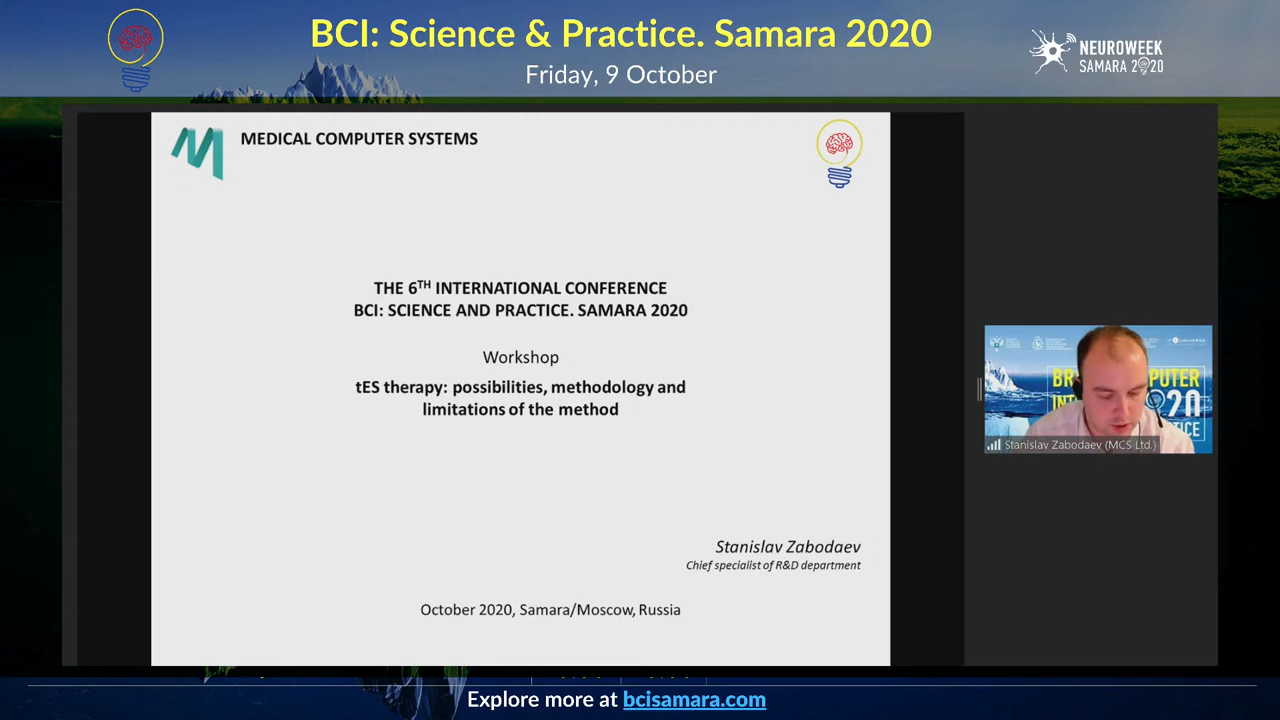 BCI: Science & Practice. Samara 2020
Friday, 9 October
NEUROWEEK
SAMARA 2020
MEDICAL COMPUTER SYSTEMS
THE 6TH INTERNATIONAL CONFERENCE
BCI: SCIENCE AND PRACTICE. SAMARA 2020
Workshop
tES therapy: possibilities, methodology and
limitations of the method
Stanislav Zabodaev
Chief specialist of R&D department
October 2020, Samara/Moscow, Russia
Stanislav Zabodaev (MCS Ltd.)
Explore more at bcisamara.com